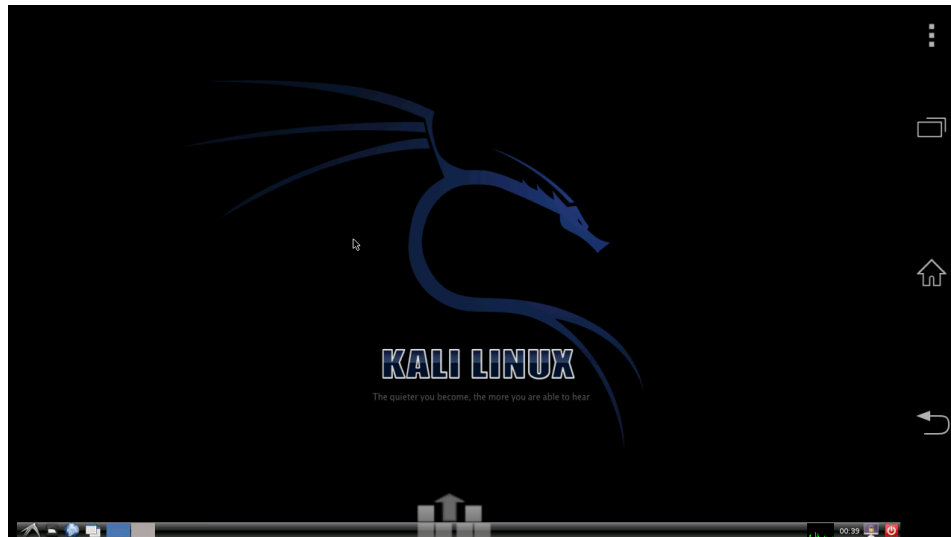 KALI LINUX
The quieter you become, the more you are able to hear.
00:39